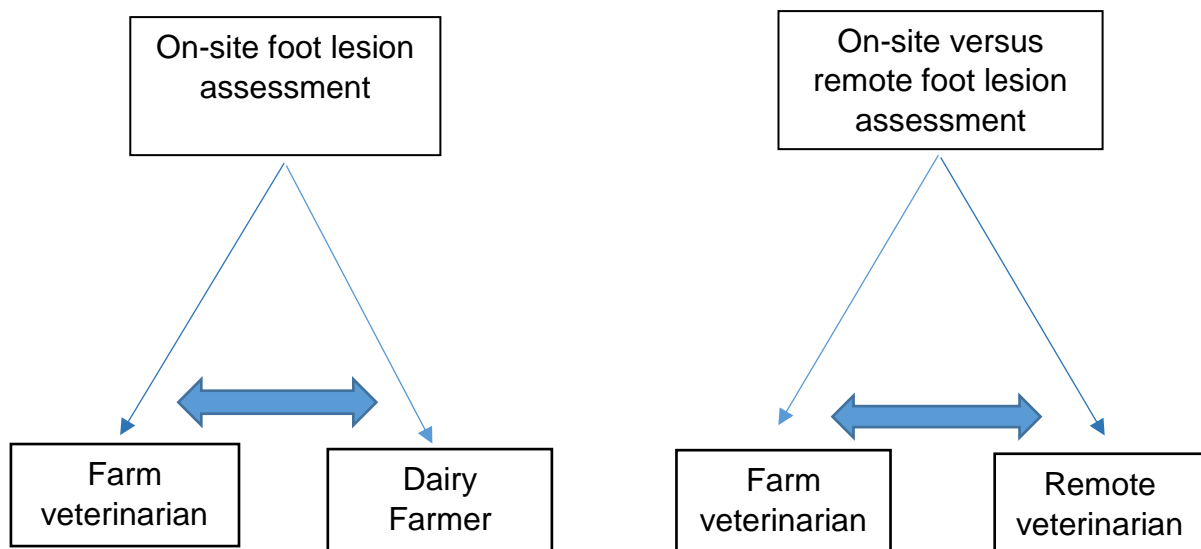 On-site foot lesion
assessment
On-site versus
remote foot lesion
assessment
Farm
veterinarian
Dairy
Farmer
Farm
veterinarian
Remote
veterinarian